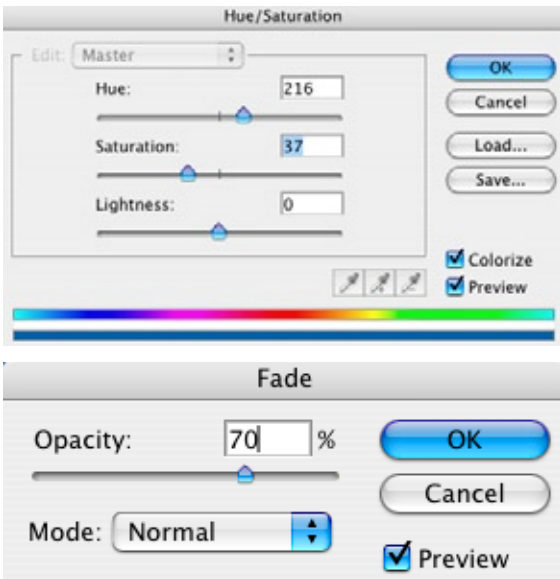 Hue/Saturation
Edit: Master
OK
Hue: 216
Cancel
Saturation: 37
Load...
Save...
Lightness: 0
Colorize
Preview
Fade
Opacity: 70 %
OK
Cancel
Mode: Normal
Preview